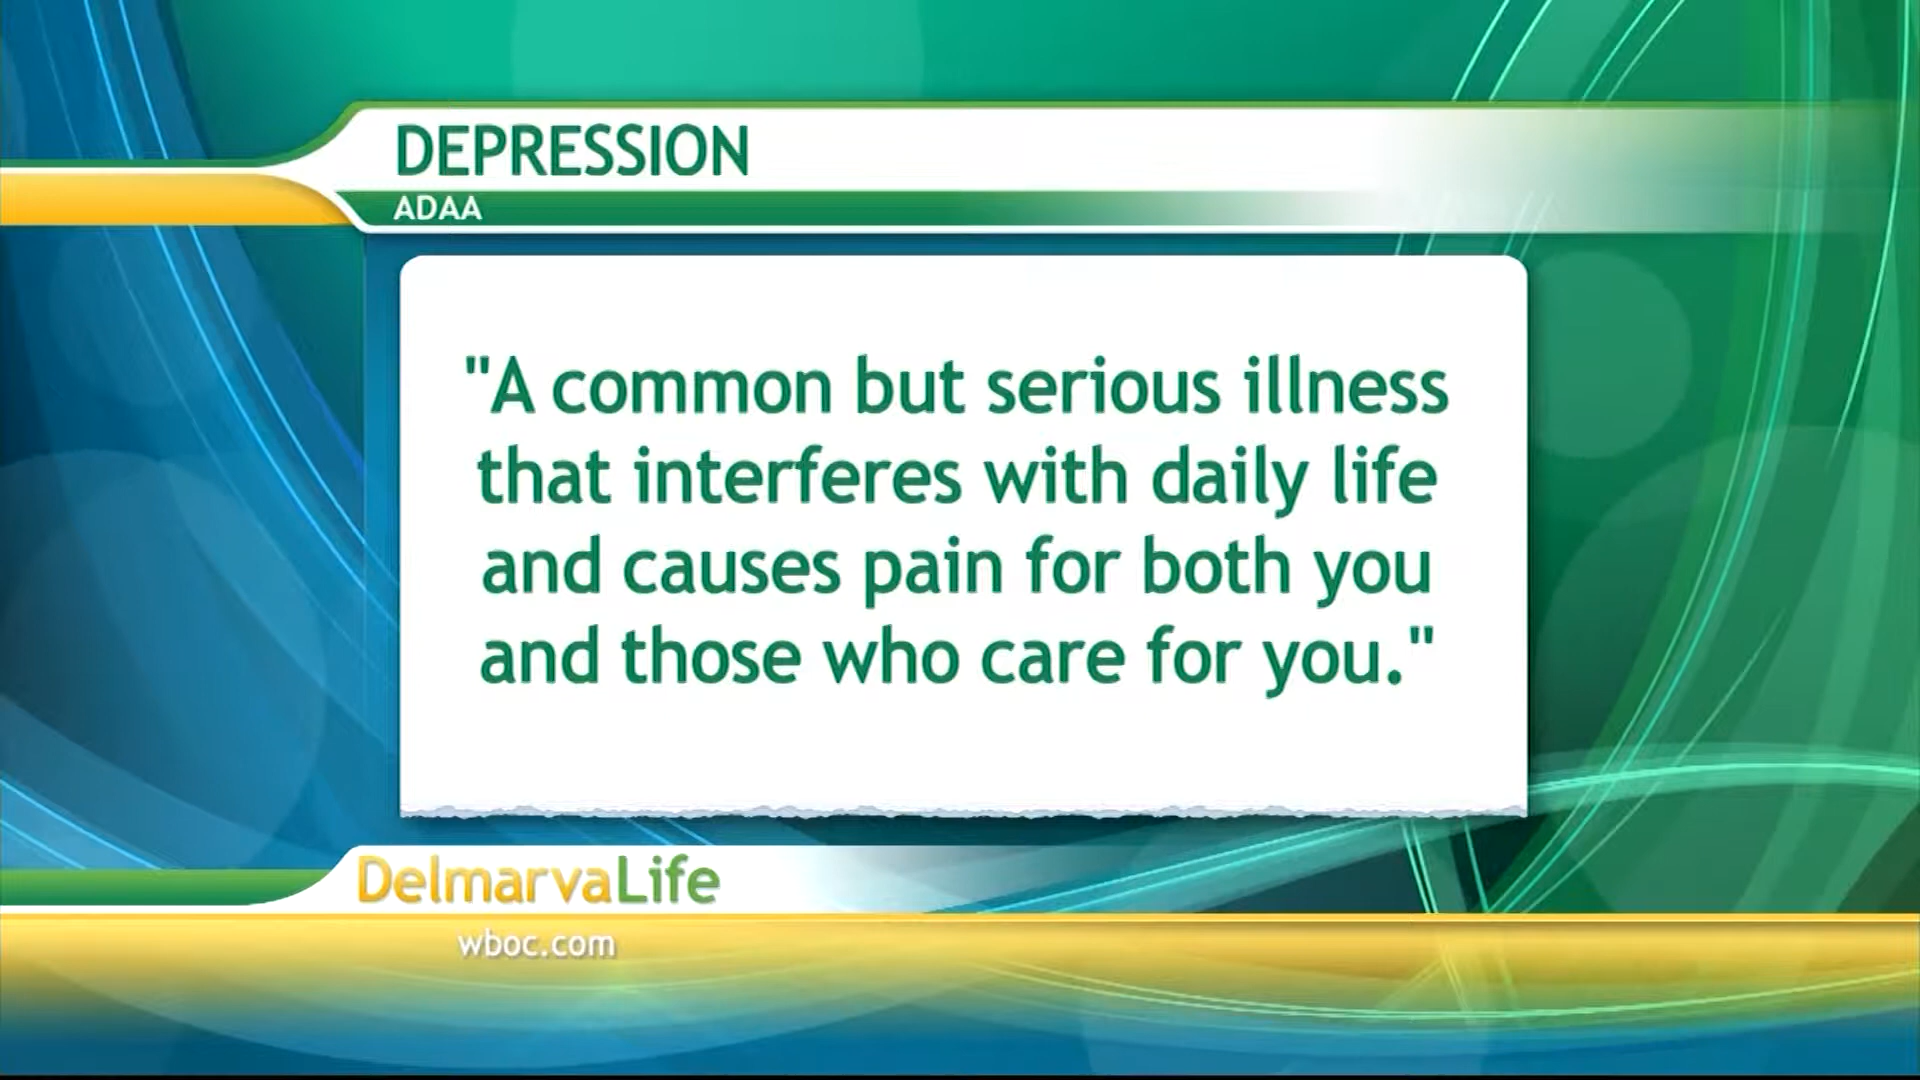 DEPRESSION
ADAA
"A common but serious illness
that interferes with daily life
and causes pain for both you
and those who care for you."
DelmarvaLife
wboc.com